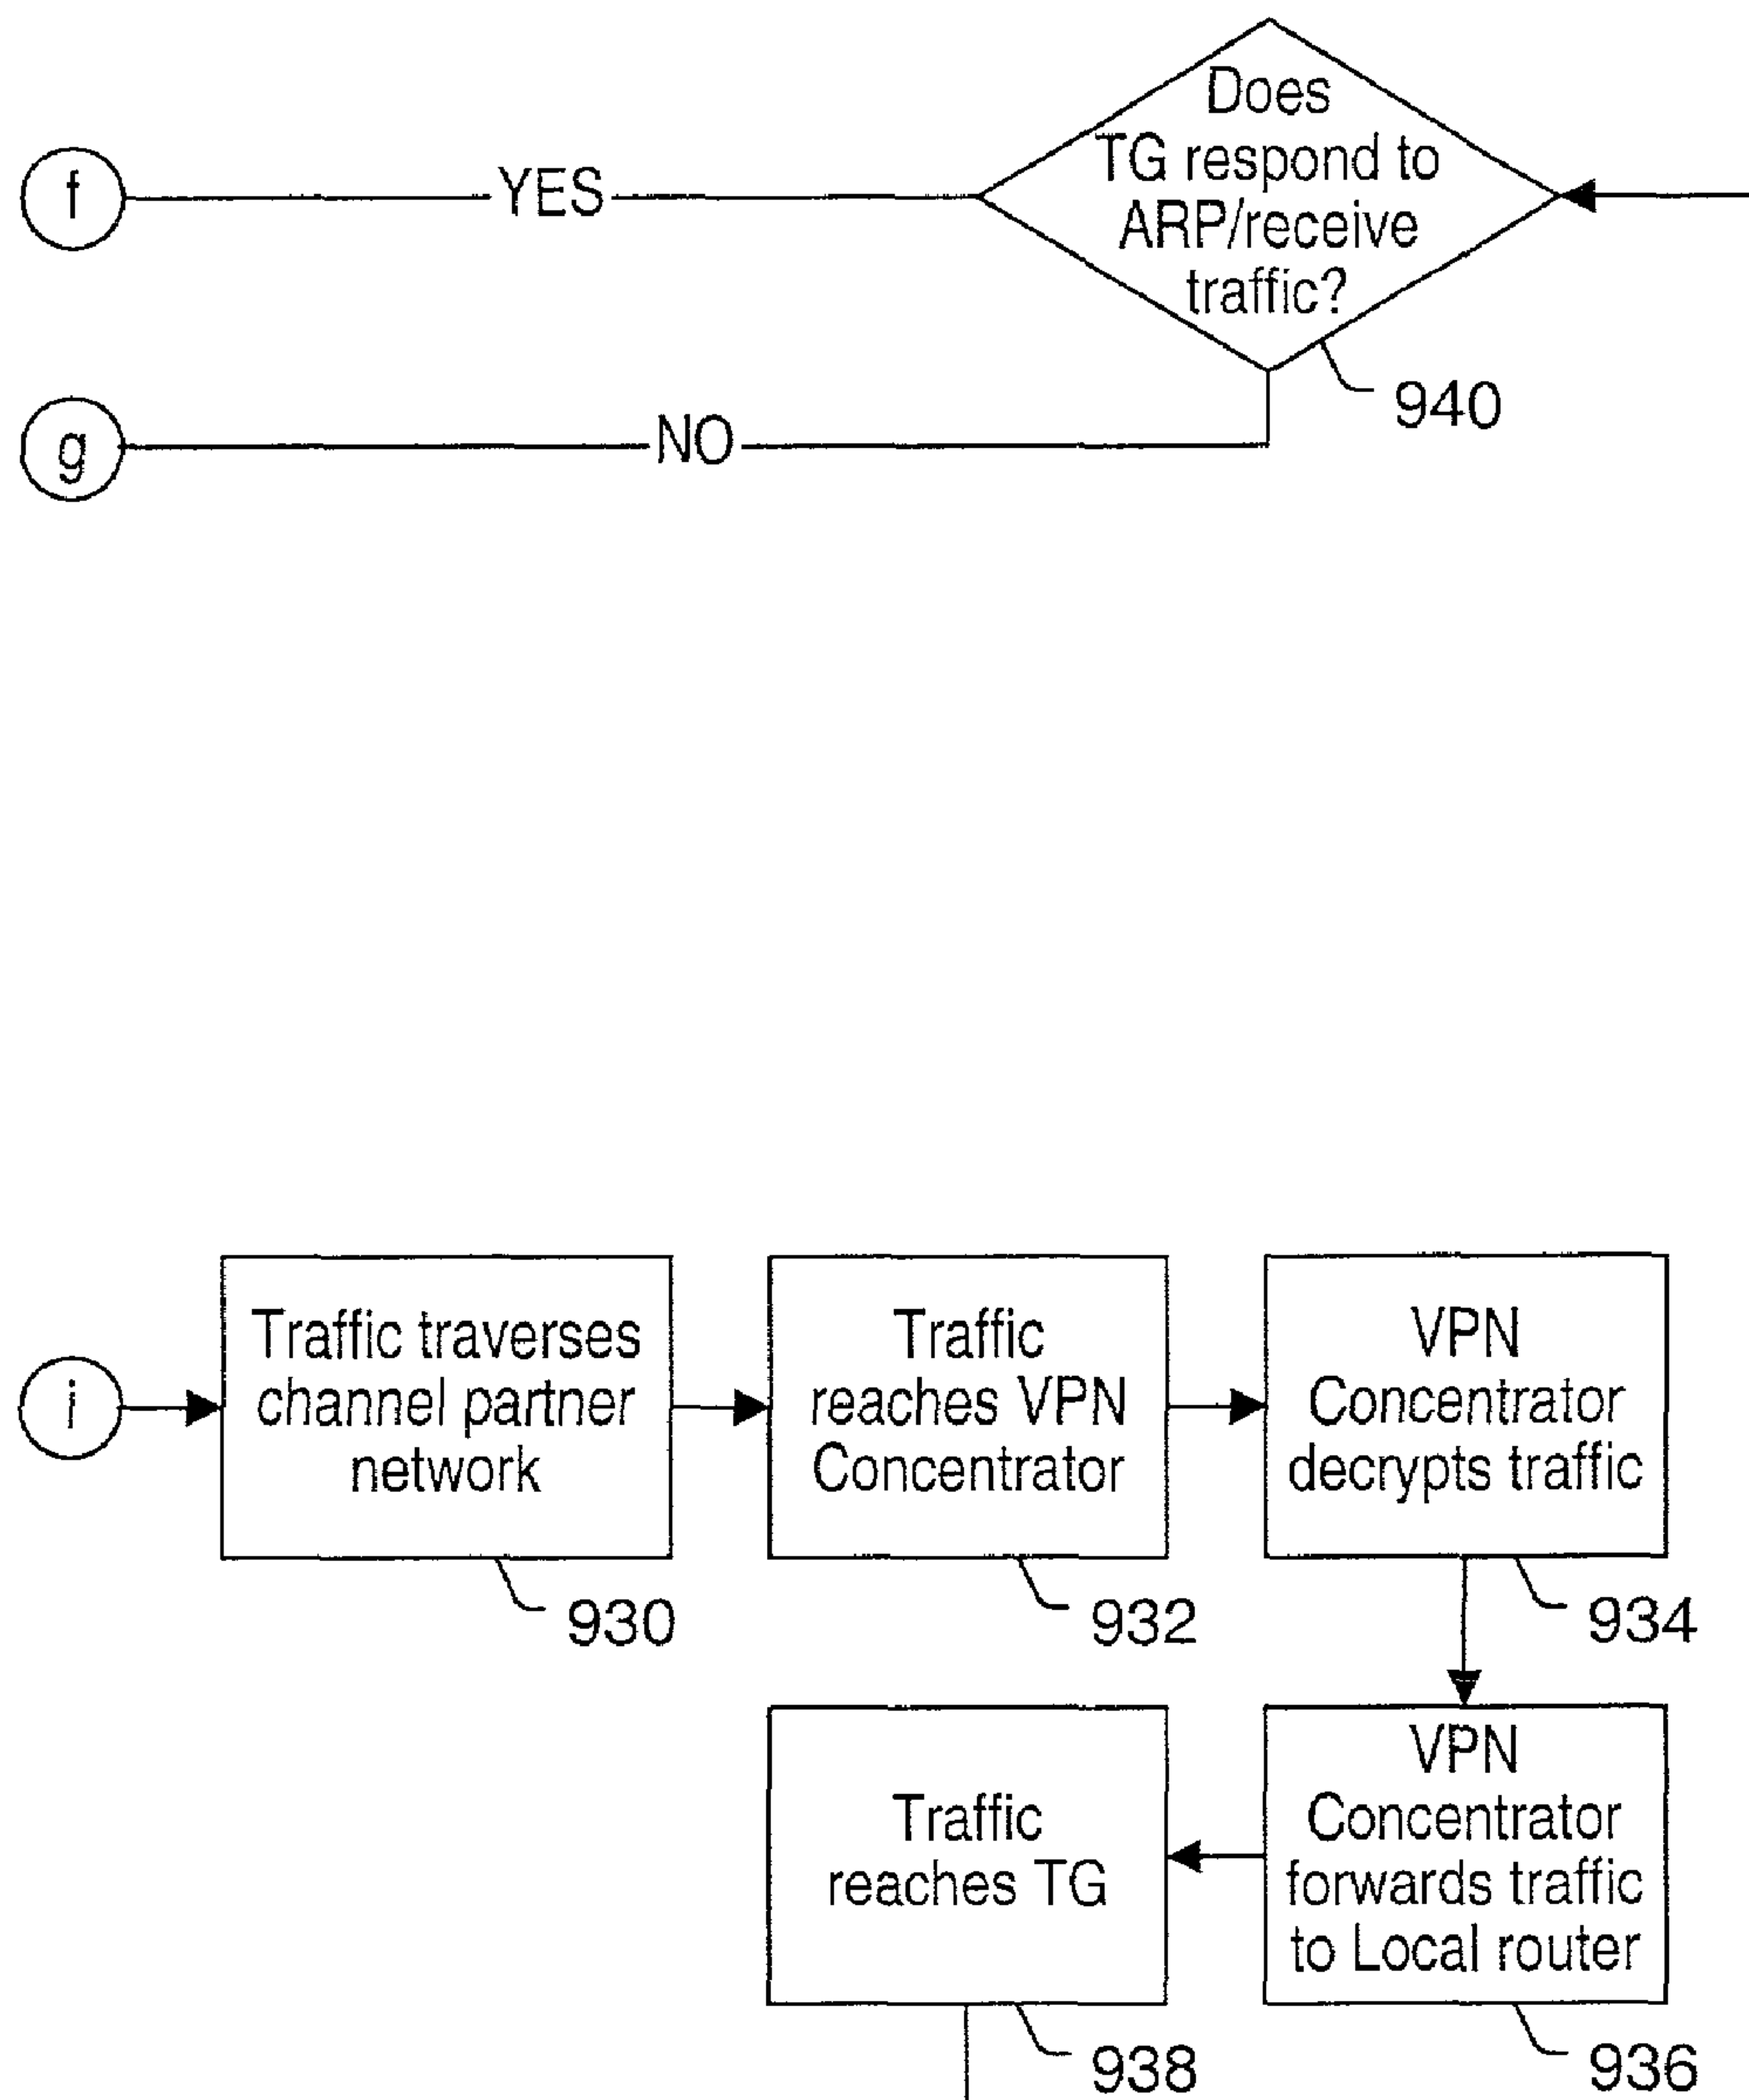 Does
TG respond to
ARP/receive
traffic?
f
YES
940
g
NO
i
Traffic traverses
channel partner
network
930
Traffic
reaches VPN
Concentrator
932
VPN
Concentrator
decrypts traffic
934
VPN
Concentrator
forwards traffic
to Local router
936
Traffic
reaches TG
938